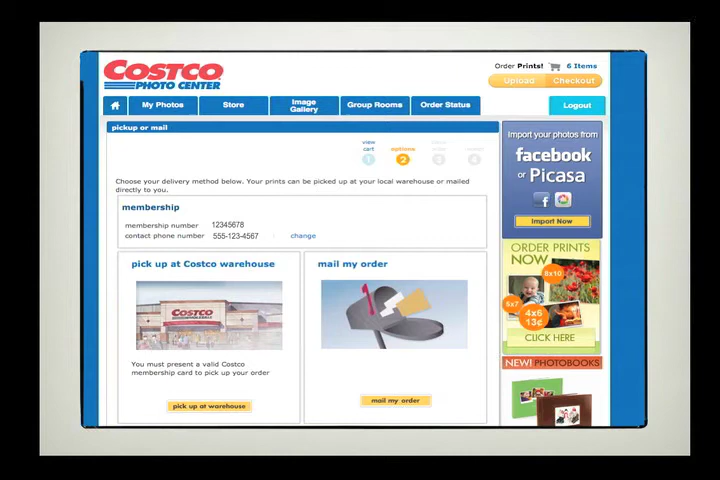 COSTCO
PHOTO CENTER
Order Prints! 6 Items
Upload Checkout
My Photos Store Image Gallery Group Rooms Order Status Logout
pickup or mail
view cart options
1 2 3 4
Choose your delivery method below. Your prints can be picked up at your local warehouse or mailed
directly to you.
membership
membership number 12345678
contact phone number 555-123-4567 change
pick up at Costco warehouse
COSTCO
You must present a valid Costco
membership card to pick up your order
pick up at warehouse
mail my order
mail my order
Import your photos from
facebook
or Picasa
f
Import Now
ORDER PRINTS
NOW
8x10
5x7
4x6
13¢
CLICK HERE
NEW! PHOTOBOOKS